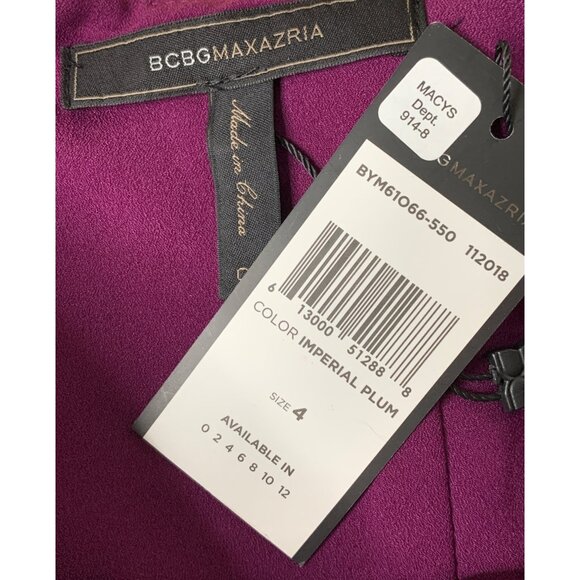 BCBGMAXAZRIA
Made in China
MACYS
Dept.
914-8
BCBGMAXAZRIA
BYM61O66-550 112018
6 13000 51288 8
COLOR IMPERIAL PLUM
SIZE 4
AVAILABLE IN
0 2 4 6 8 10 12